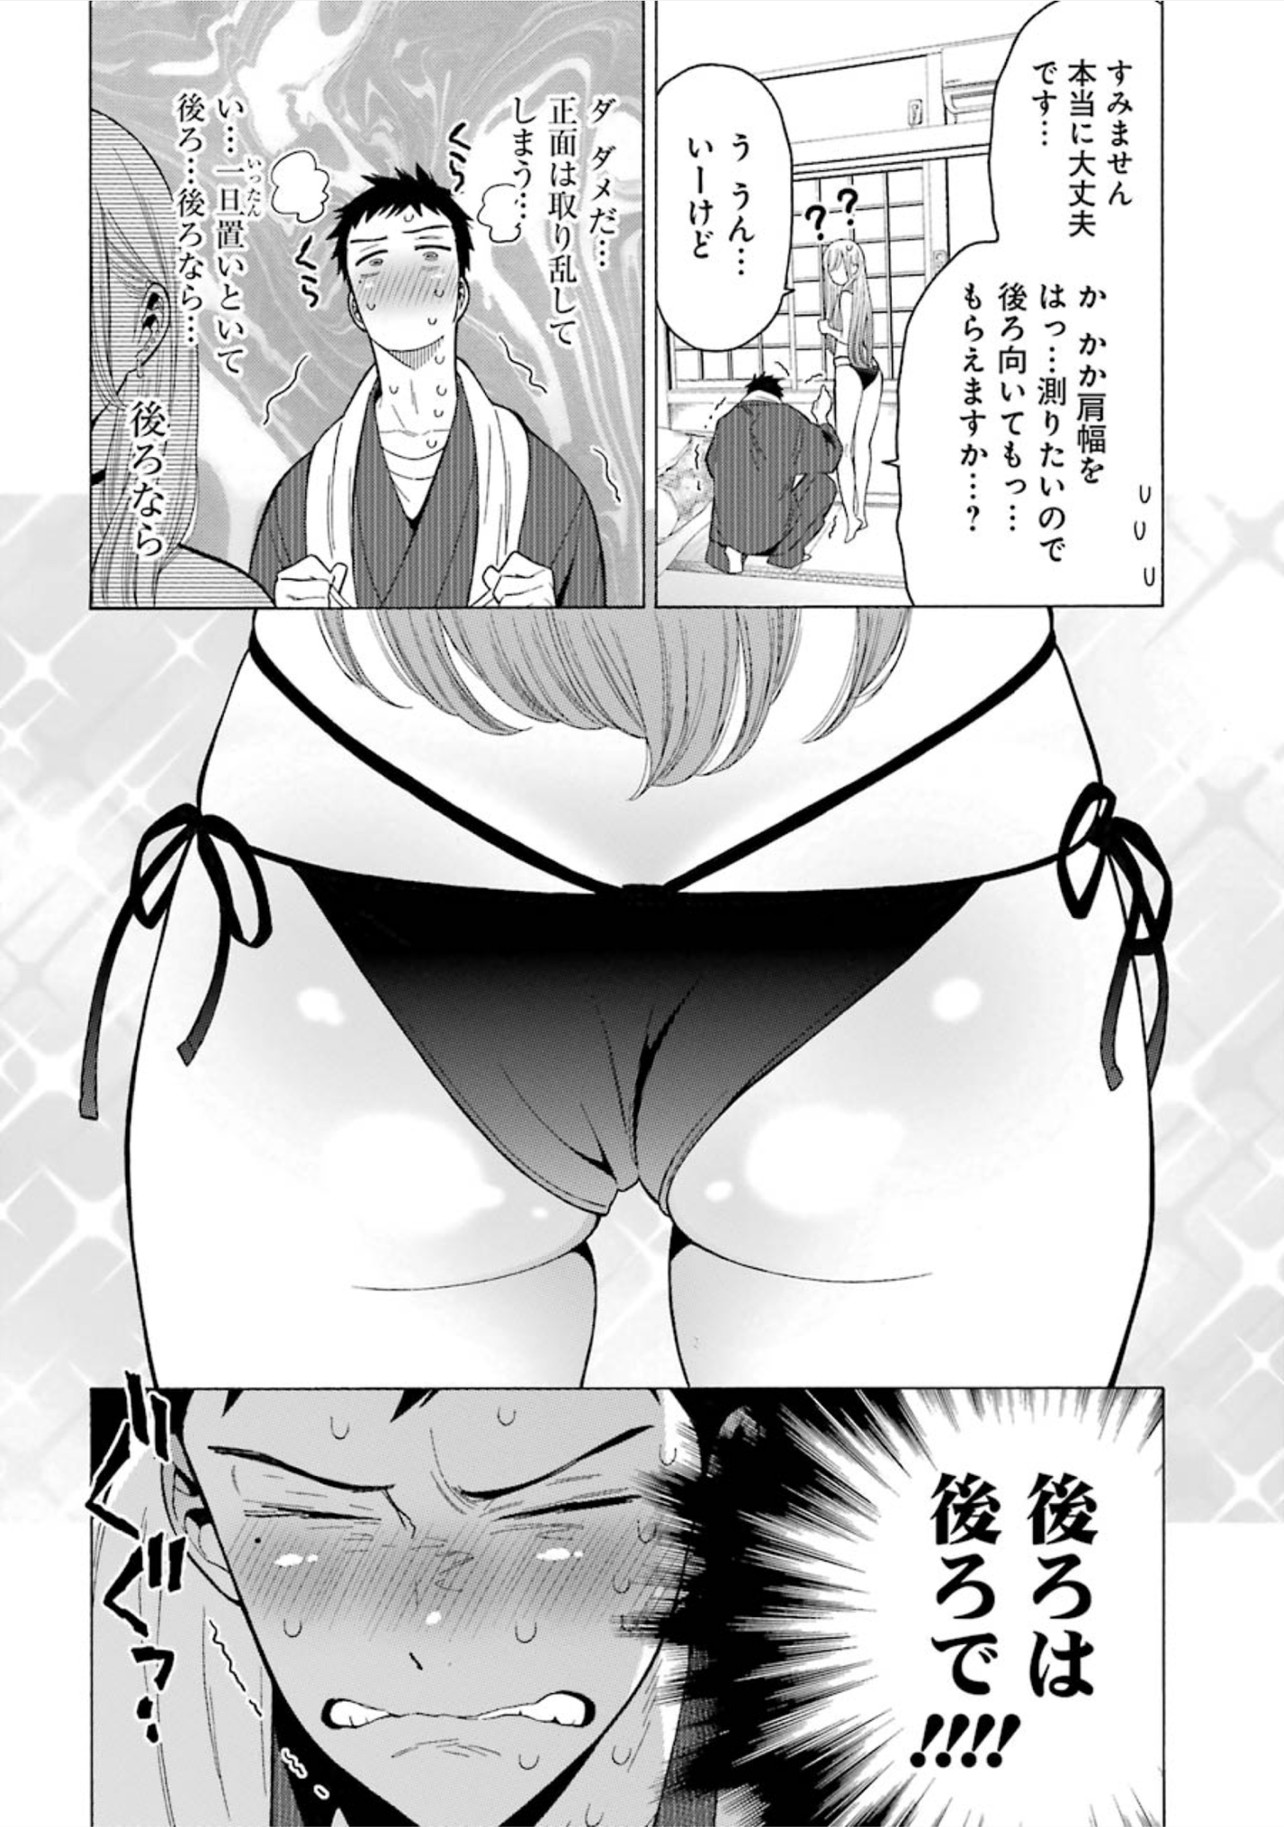 すみません
本当に大丈夫
です…
か かか肩幅を
はっ…測りたいので
後ろ向いてもっ…
もらえますか…？
？？
う うん…
いーけど
ダ ダメだ…
正面は取り乱して
しまう…
くら
くら
い…一旦置いといて
いったん
後ろ…後ろなら…
後ろなら
後ろは
後ろで
!!!!
ぐぐっ…